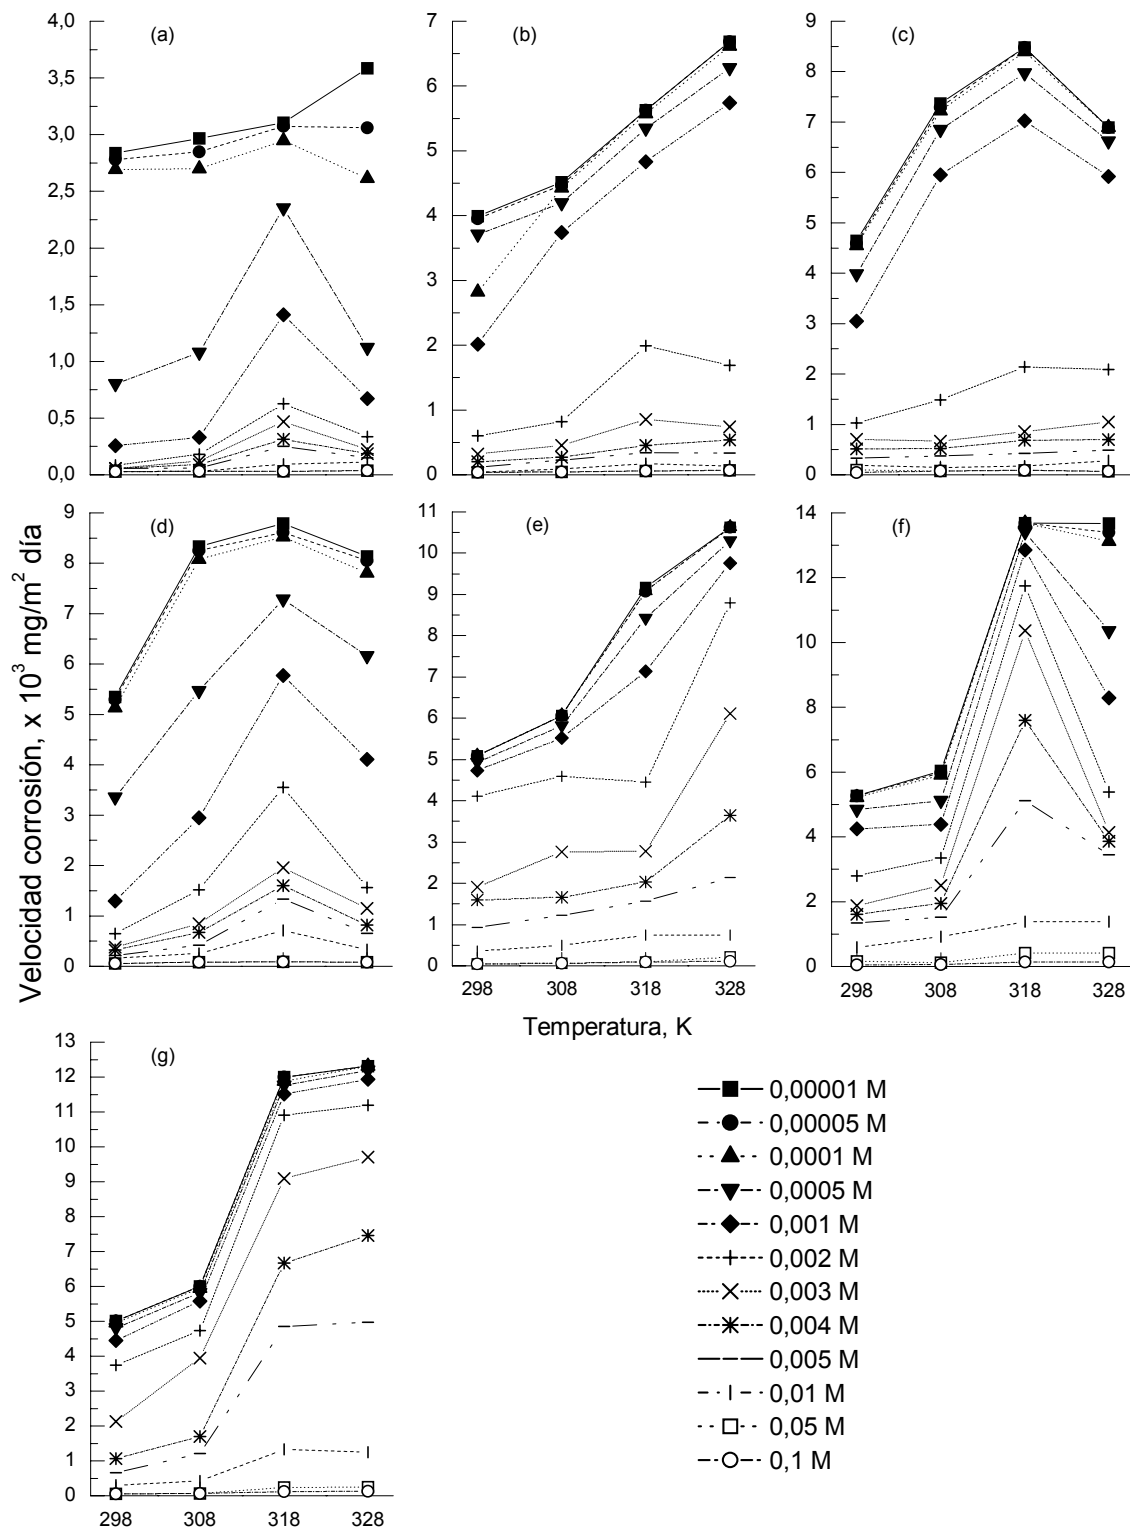 (a)
4,0
3,5
3,0
2,5
2,0
1,5
1,0
0,5
0,0
(b)
7
6
5
4
3
2
1
0
(c)
9
8
7
6
5
4
3
2
1
0
Velocidad corrosión, x 10³ mg/m² día
(d)
9
8
7
6
5
4
3
2
1
0
(e)
11
10
9
8
7
6
5
4
3
2
1
0
298 308 318 328
(f)
14
12
10
8
6
4
2
0
298 308 318 328
Temperatura, K
(g)
13
12
11
10
9
8
7
6
5
4
3
2
1
0
298 308 318 328
0,00001 M
0,00005 M
0,0001 M
0,0005 M
0,001 M
0,002 M
0,003 M
0,004 M
0,005 M
0,01 M
0,05 M
0,1 M